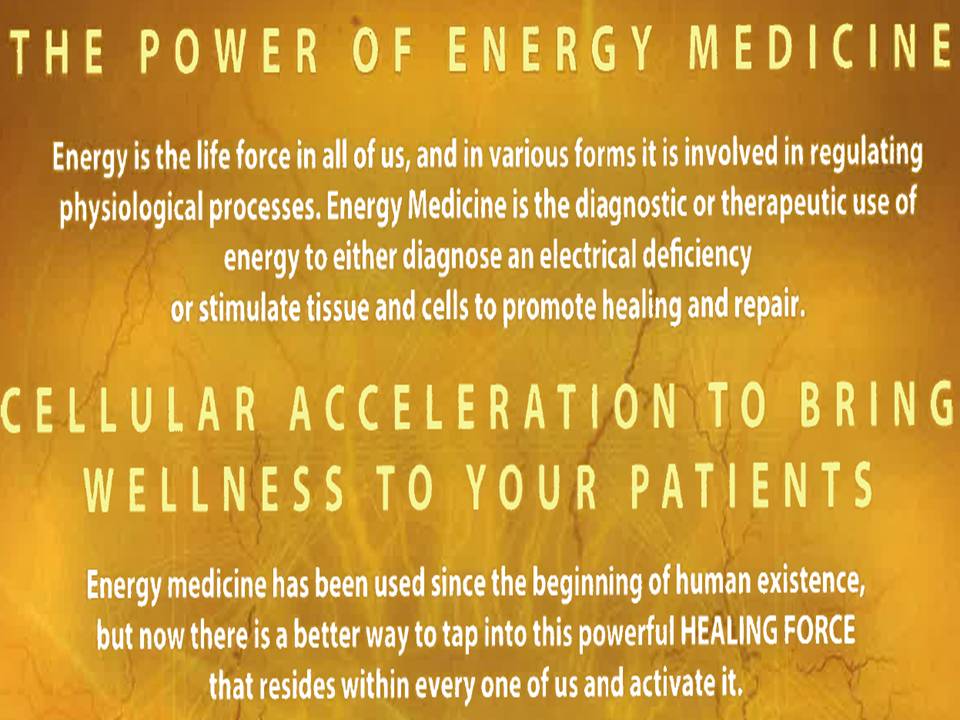 THE POWER OF ENERGY MEDICINE
Energy is the life force in all of us, and in various forms it is involved in regulating
physiological processes. Energy Medicine is the diagnostic or therapeutic use of
energy to either diagnose an electrical deficiency
or stimulate tissue and cells to promote healing and repair.
CELLULAR ACCELERATION TO BRING
WELLNESS TO YOUR PATIENTS
Energy medicine has been used since the beginning of human existence,
but now there is a better way to tap into this powerful HEALING FORCE
that resides within every one of us and activate it.